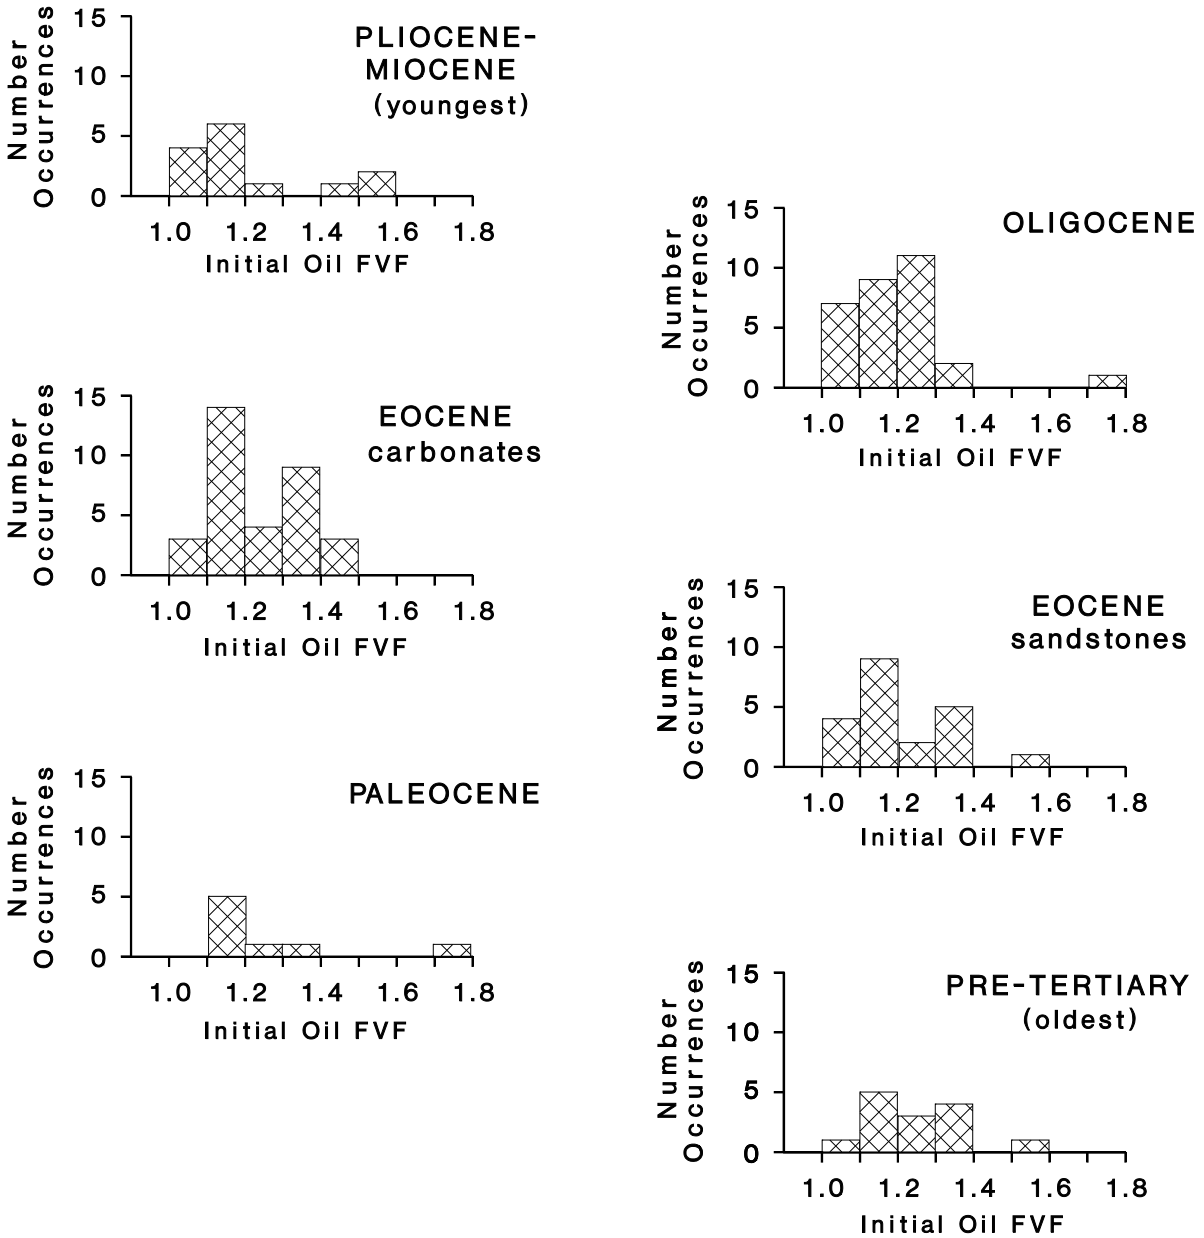 PLIOCENE-
MIOCENE
(youngest)
Number
Occurrences
15
10
5
0
1.0 1.2 1.4 1.6 1.8
Initial Oil FVF
OLIGOCENE
Number
Occurrences
15
10
5
0
1.0 1.2 1.4 1.6 1.8
Initial Oil FVF
EOCENE
carbonates
Number
Occurrences
15
10
5
0
1.0 1.2 1.4 1.6 1.8
Initial Oil FVF
EOCENE
sandstones
Number
Occurrences
15
10
5
0
1.0 1.2 1.4 1.6 1.8
Initial Oil FVF
PALEOCENE
Number
Occurrences
15
10
5
0
1.0 1.2 1.4 1.6 1.8
Initial Oil FVF
PRE-TERTIARY
(oldest)
Number
Occurrences
15
10
5
0
1.0 1.2 1.4 1.6 1.8
Initial Oil FVF